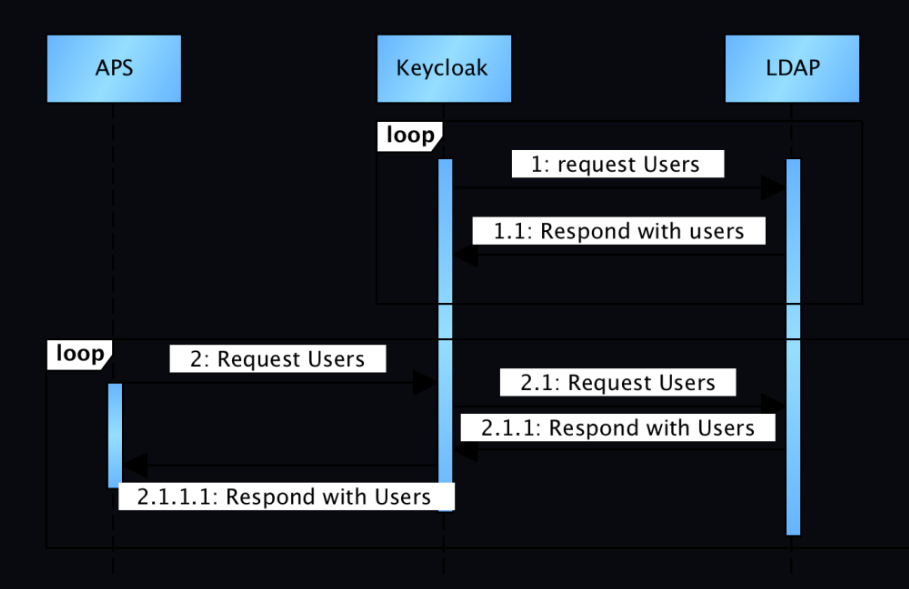 APS
Keycloak
LDAP
loop
1: request Users
1.1: Respond with users
loop
2: Request Users
2.1: Request Users
2.1.1: Respond with Users
2.1.1.1: Respond with Users